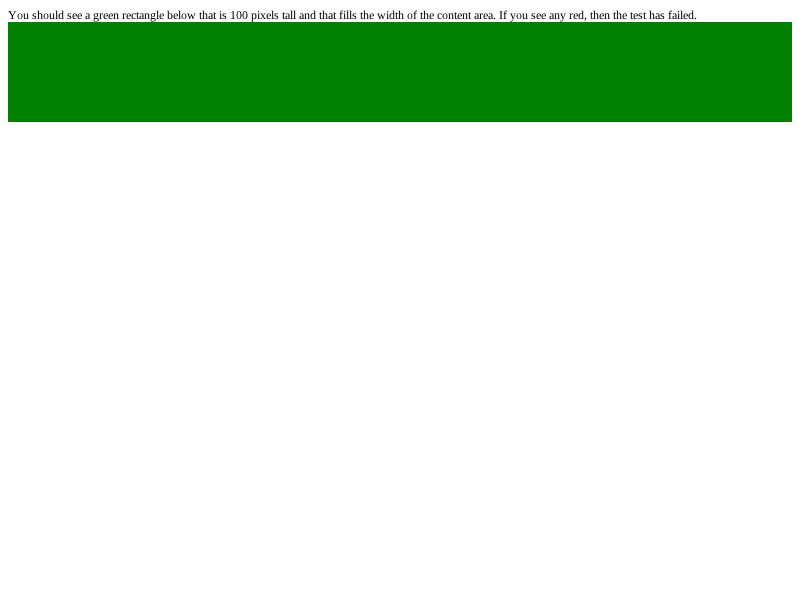 You should see a green rectangle below that is 100 pixels tall and that fills the width of the content area. If you see any red, then the test has failed.